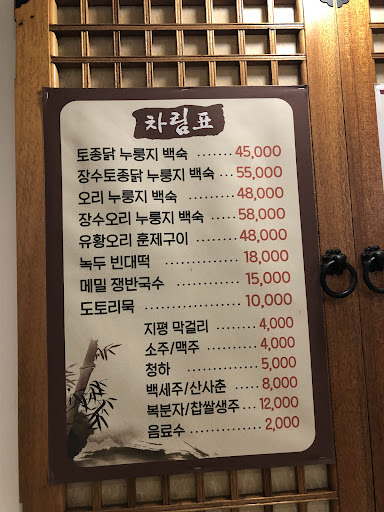 차림표
토종닭 누룽지 백숙 ······· 45,000
장수토종닭 누룽지 백숙 ··· 55,000
오리 누룽지 백숙 ········ 48,000
장수오리 누룽지 백숙 ···· 58,000
유황오리 훈제구이 ······· 48,000
녹두 빈대떡 ············ 18,000
메밀 쟁반국수 ·········· 15,000
도토리묵 ·············· 10,000
지평 막걸리 ········ 4,000
소주/맥주 ·········· 4,000
청하 ·············· 5,000
백세주/산사춘 ······ 8,000
복분자/찹쌀생주 ··· 12,000
음료수 ············ 2,000